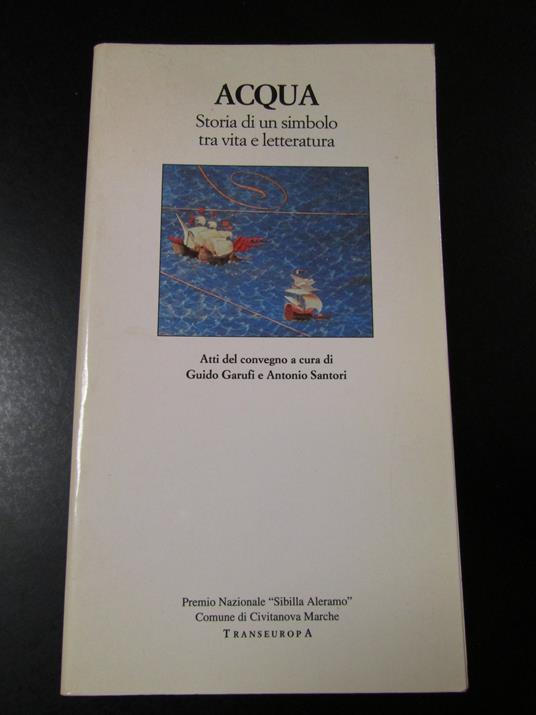 ACQUA
Storia di un simbolo
tra vita e letteratura
Atti del convegno a cura di
Guido Garufi e Antonio Santori
Premio Nazionale “Sibilla Aleramo”
Comune di Civitanova Marche
TRANSEUROPA